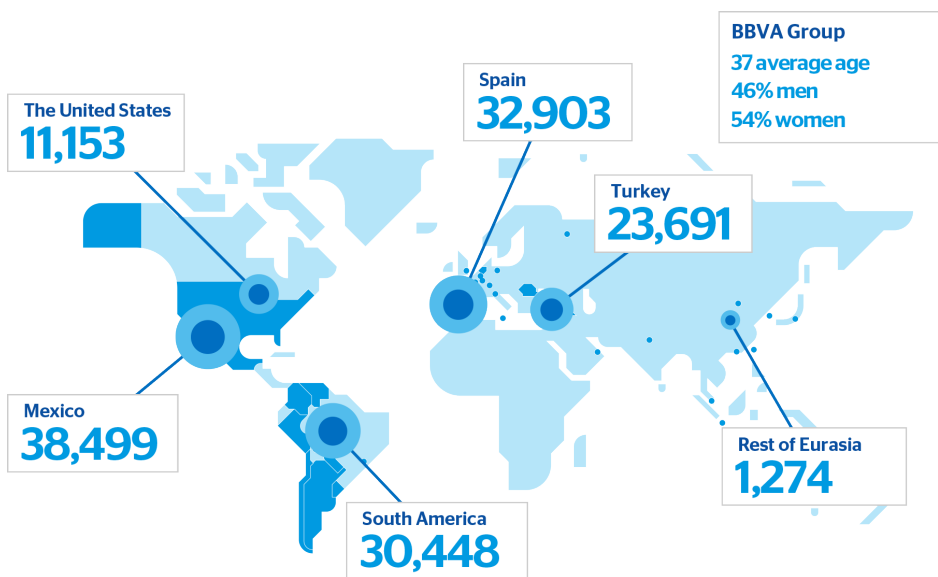 BBVA Group
37 average age
46% men
54% women
The United States
11,153
Spain
32,903
Turkey
23,691
Mexico
38,499
South America
30,448
Rest of Eurasia
1,274